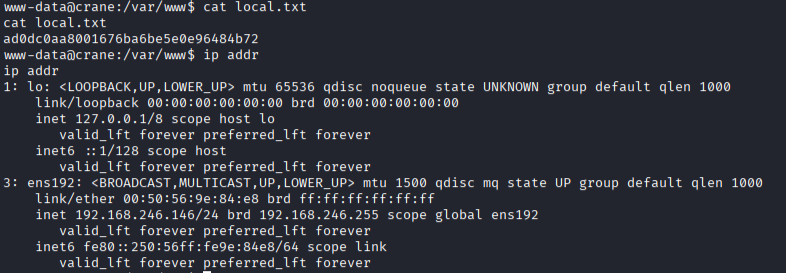 www-data@crane:/var/www$ cat local.txt
cat local.txt
ad0dc0aa8001676ba6be5e0e96484b72
www-data@crane:/var/www$ ip addr
ip addr
1: lo: <LOOPBACK,UP,LOWER_UP> mtu 65536 qdisc noqueue state UNKNOWN group default qlen 1000
    link/loopback 00:00:00:00:00:00 brd 00:00:00:00:00:00
    inet 127.0.0.1/8 scope host lo
       valid_lft forever preferred_lft forever
    inet6 ::1/128 scope host
       valid_lft forever preferred_lft forever
3: ens192: <BROADCAST,MULTICAST,UP,LOWER_UP> mtu 1500 qdisc mq state UP group default qlen 1000
    link/ether 00:50:56:9e:84:e8 brd ff:ff:ff:ff:ff:ff
    inet 192.168.246.146/24 brd 192.168.246.255 scope global ens192
       valid_lft forever preferred_lft forever
    inet6 fe80::250:56ff:fe9e:84e8/64 scope link
       valid_lft forever preferred_lft forever